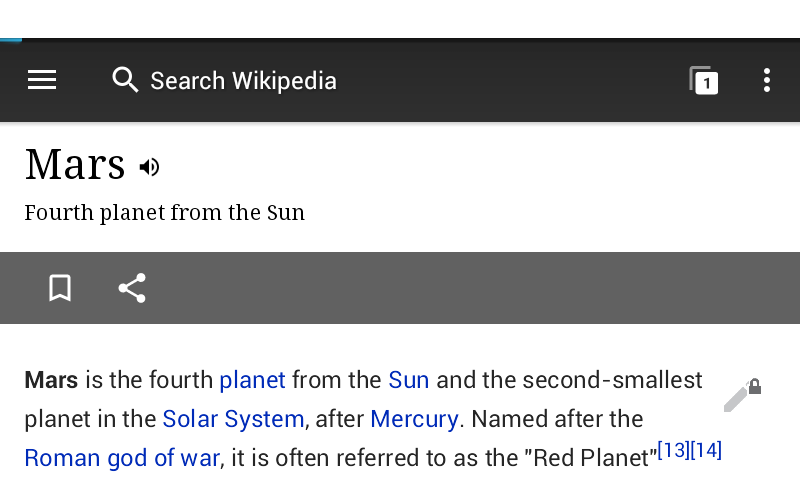 Search Wikipedia
1
Mars
Fourth planet from the Sun
Mars is the fourth planet from the Sun and the second-smallest
planet in the Solar System, after Mercury. Named after the
Roman god of war, it is often referred to as the "Red Planet"[13][14]